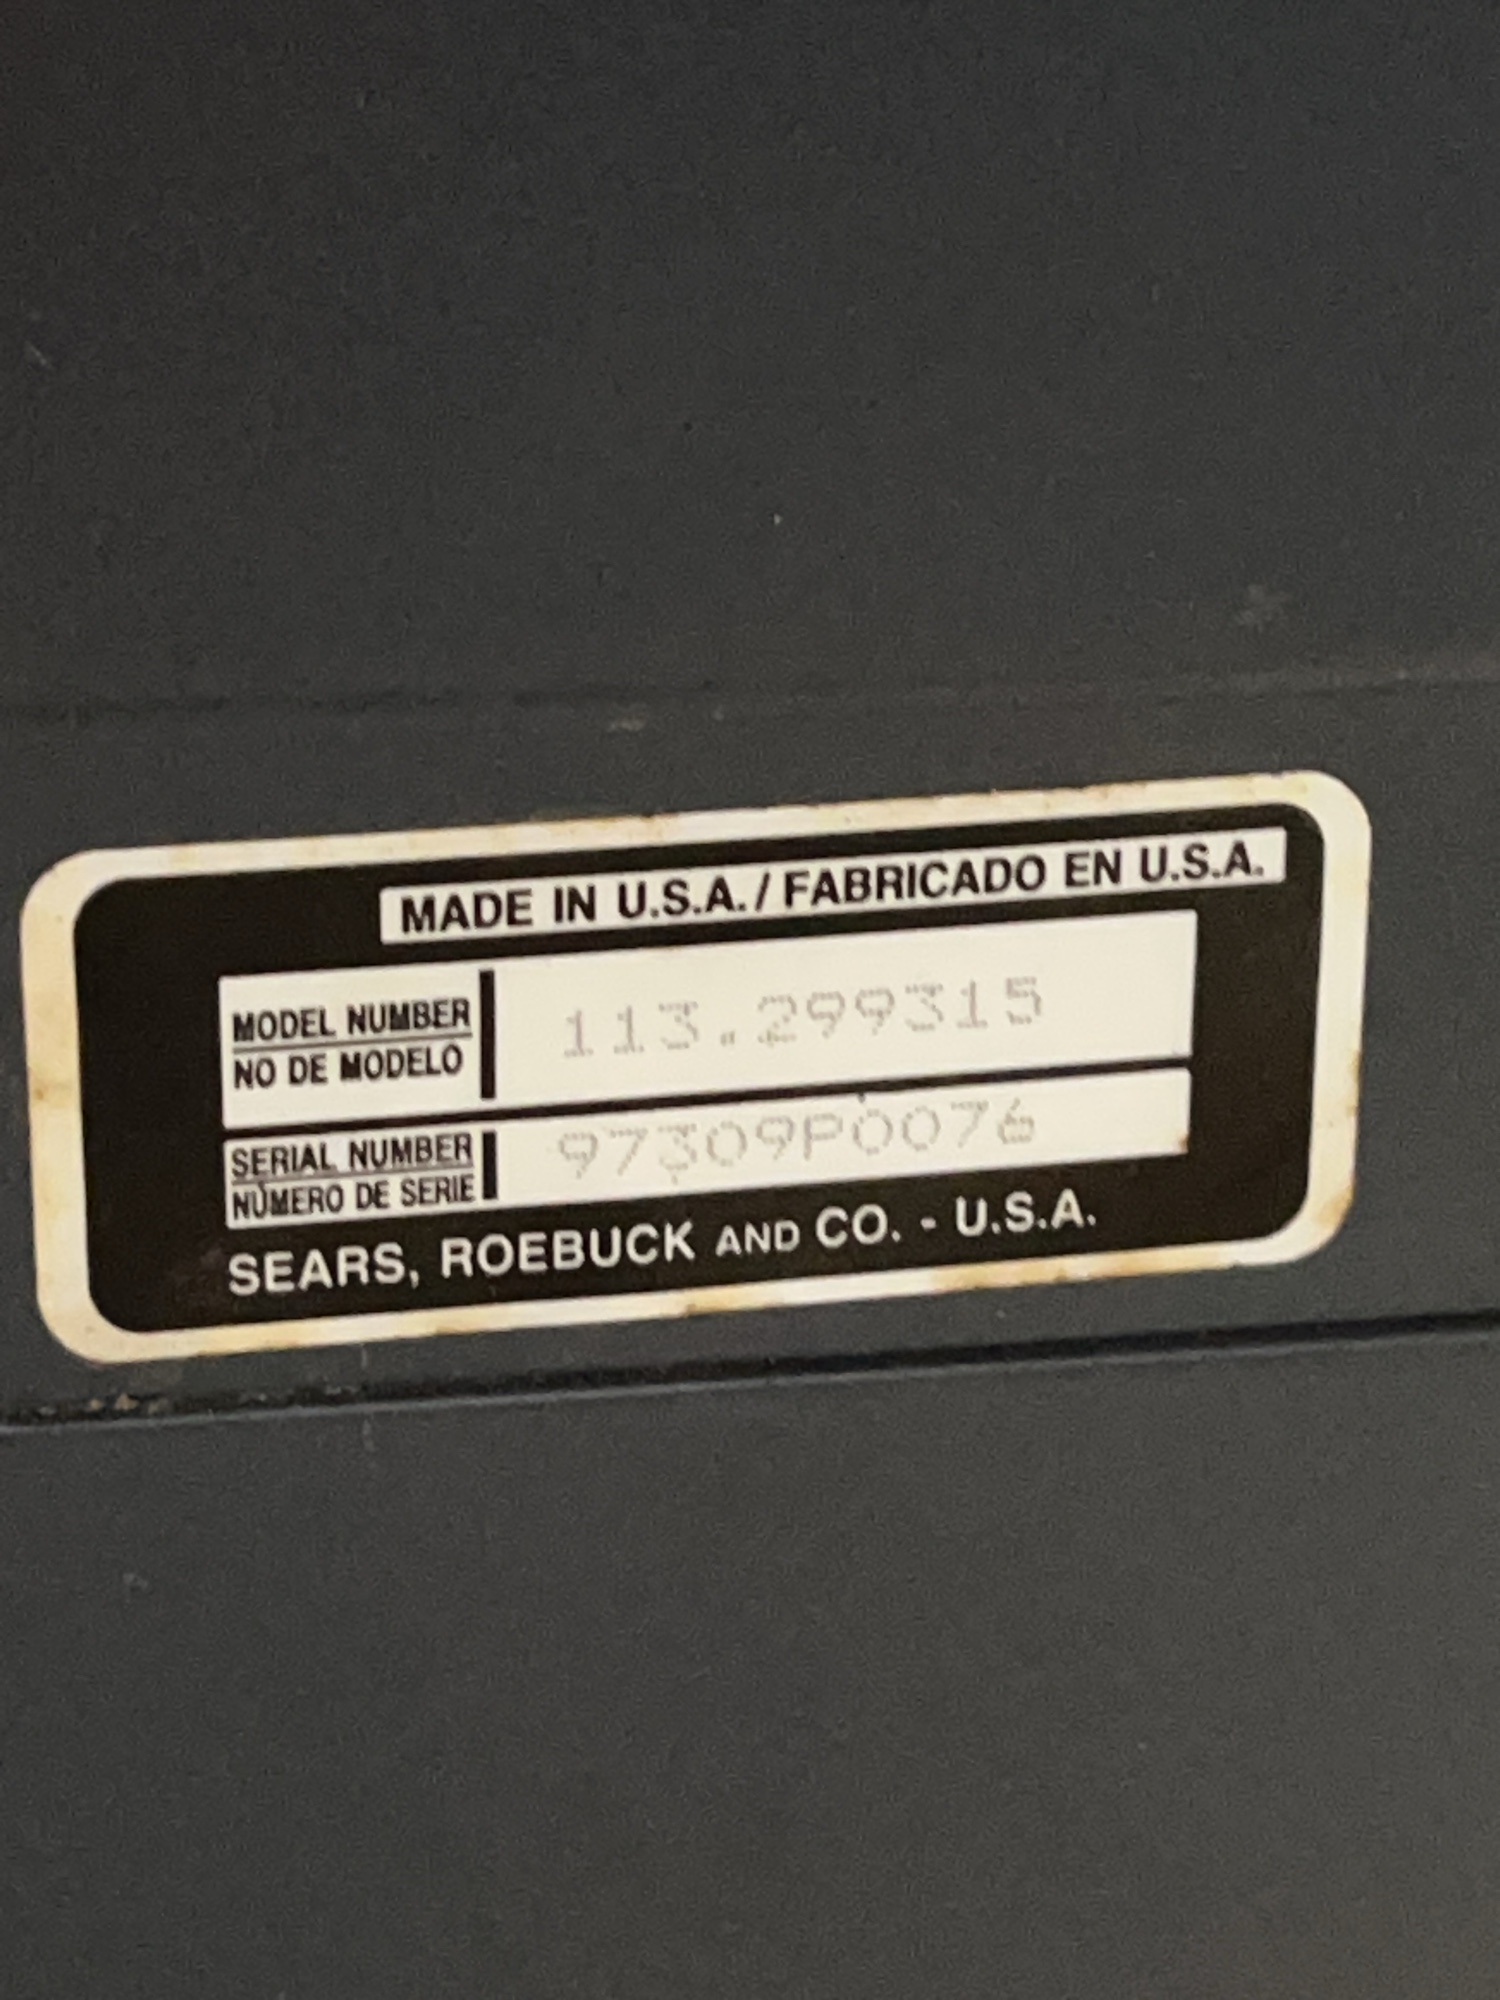 MADE IN U.S.A. / FABRICADO EN U.S.A.
MODEL NUMBER
NO DE MODELO
113.299315
SERIAL NUMBER
NÚMERO DE SERIE
97309P0076
SEARS, ROEBUCK AND CO. - U.S.A.